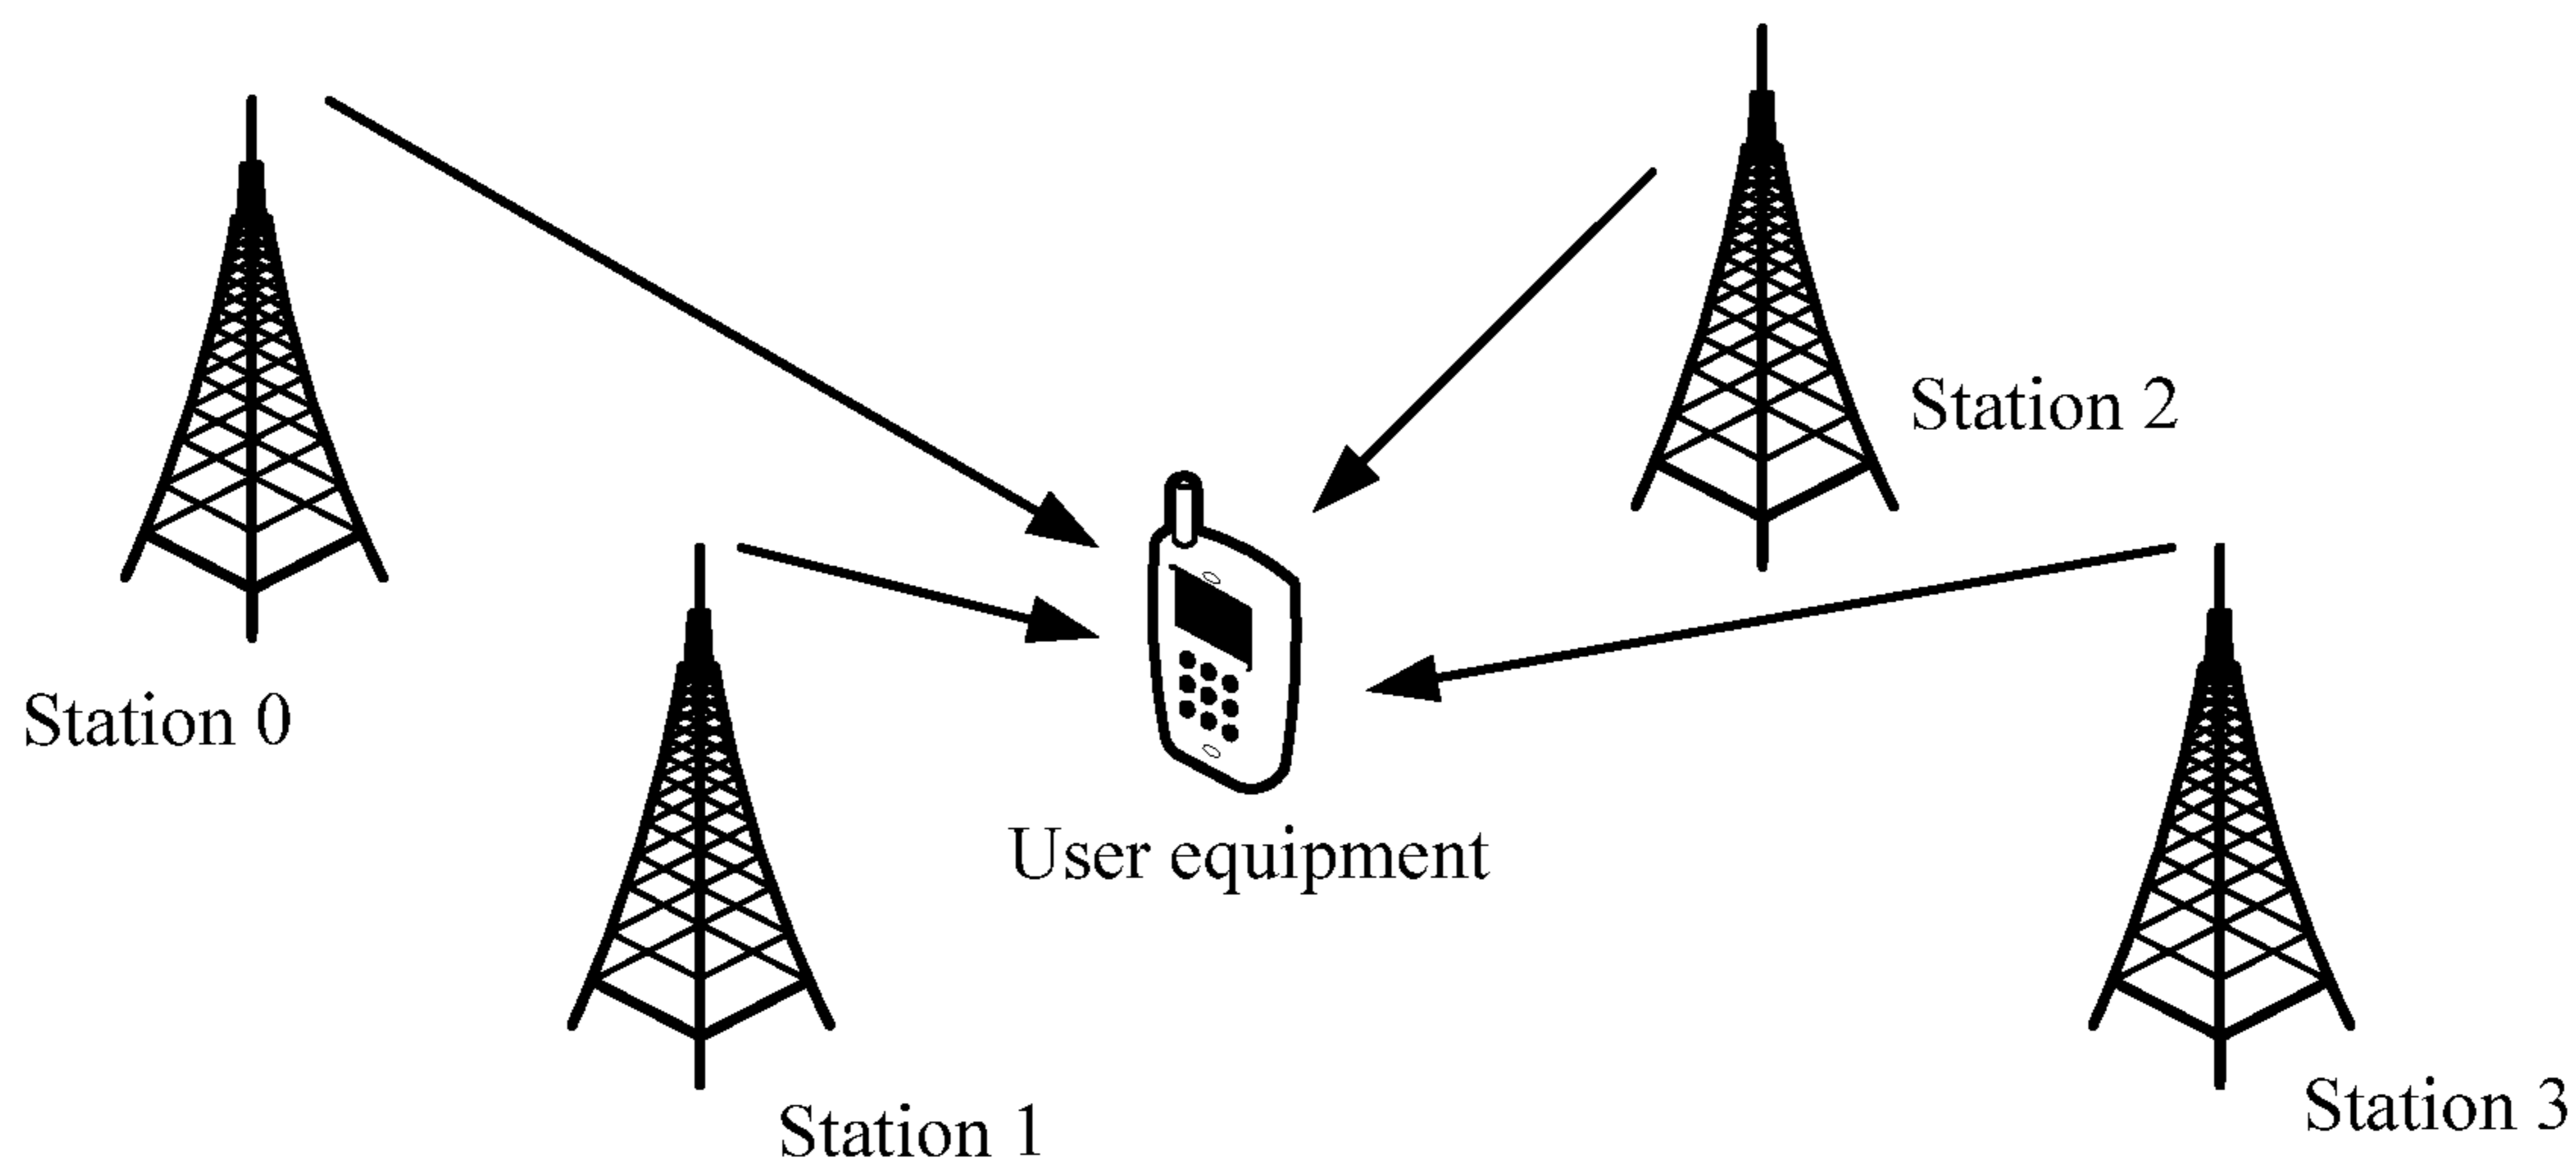 Station 2
Station 0
User equipment
Station 1
Station 3